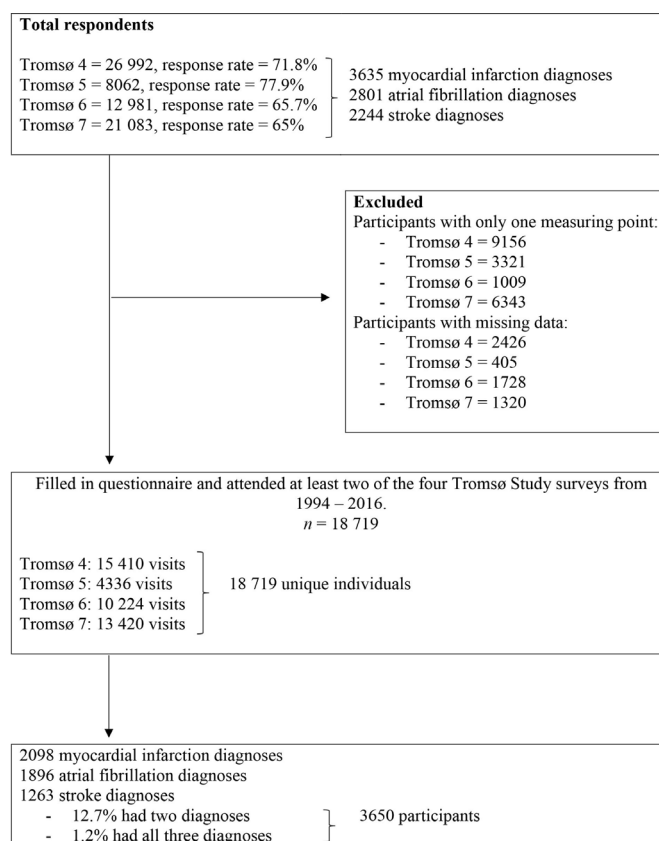 Total respondents
Tromsø 4 = 26 992, response rate = 71.8%
Tromsø 5 = 8062, response rate = 77.9%
Tromsø 6 = 12 981, response rate = 65.7%
Tromsø 7 = 21 083, response rate = 65%
3635 myocardial infarction diagnoses
2801 atrial fibrillation diagnoses
2244 stroke diagnoses
Excluded
Participants with only one measuring point:
- Tromsø 4 = 9156
- Tromsø 5 = 3321
- Tromsø 6 = 1009
- Tromsø 7 = 6343
Participants with missing data:
- Tromsø 4 = 2426
- Tromsø 5 = 405
- Tromsø 6 = 1728
- Tromsø 7 = 1320
Filled in questionnaire and attended at least two of the four Tromsø Study surveys from
1994 – 2016.
n = 18 719
Tromsø 4: 15 410 visits
Tromsø 5: 4336 visits
Tromsø 6: 10 224 visits
Tromsø 7: 13 420 visits
18 719 unique individuals
2098 myocardial infarction diagnoses
1896 atrial fibrillation diagnoses
1263 stroke diagnoses
- 12.7% had two diagnoses
- 1.2% had all three diagnoses
3650 participants